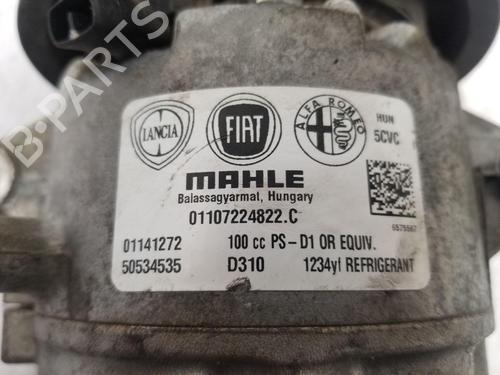 LANCIA
FIAT
ALFA ROMEO
HUN
5CVC
MAHLE
Balassagyarmat, Hungary
01107224822.C
6575567
01141272 100 cc PS-D1 OR EQUIV.
50534535 D310 1234yf REFRIGERANT
B-PARTS